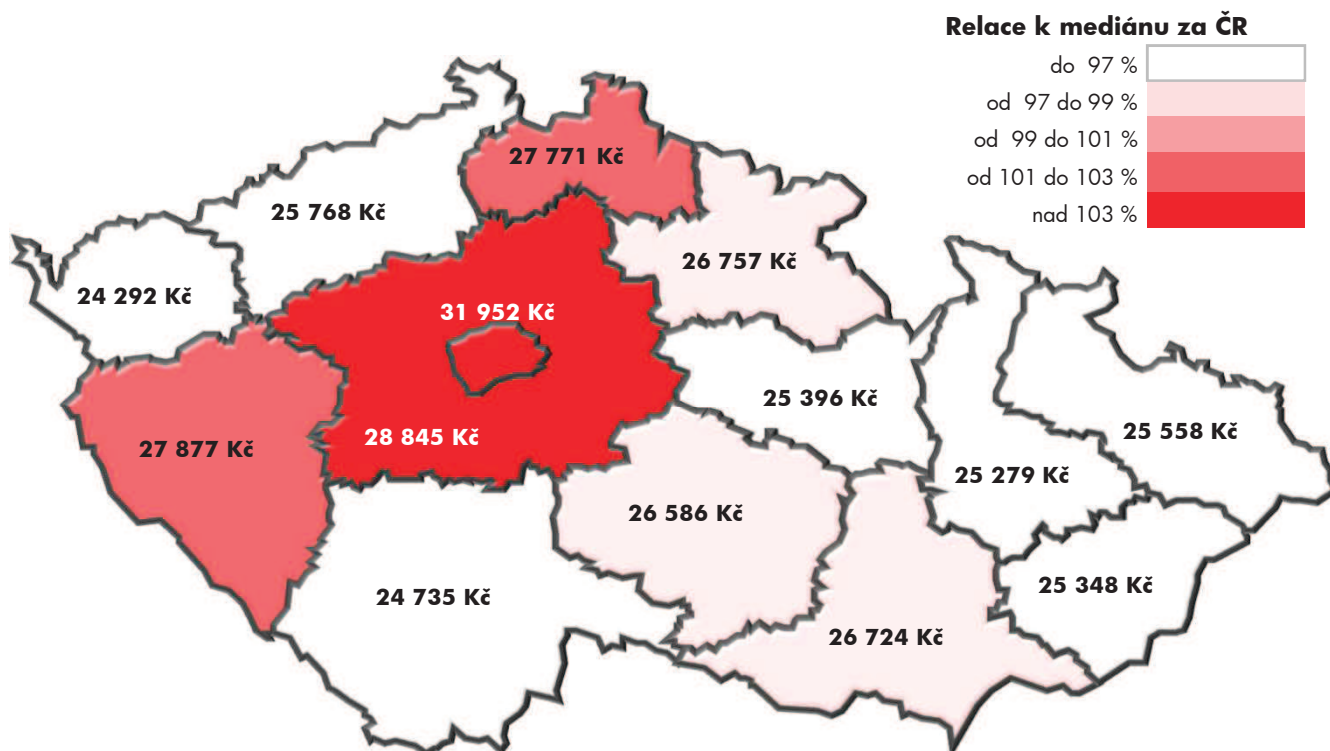 Relace k mediánu za ČR
do 97 %
od 97 do 99 %
od 99 do 101 %
od 101 do 103 %
nad 103 %
27 771 Kč
25 768 Kč
26 757 Kč
24 292 Kč
31 952 Kč
25 396 Kč
28 845 Kč
27 877 Kč
25 558 Kč
25 279 Kč
26 586 Kč
25 348 Kč
24 735 Kč
26 724 Kč